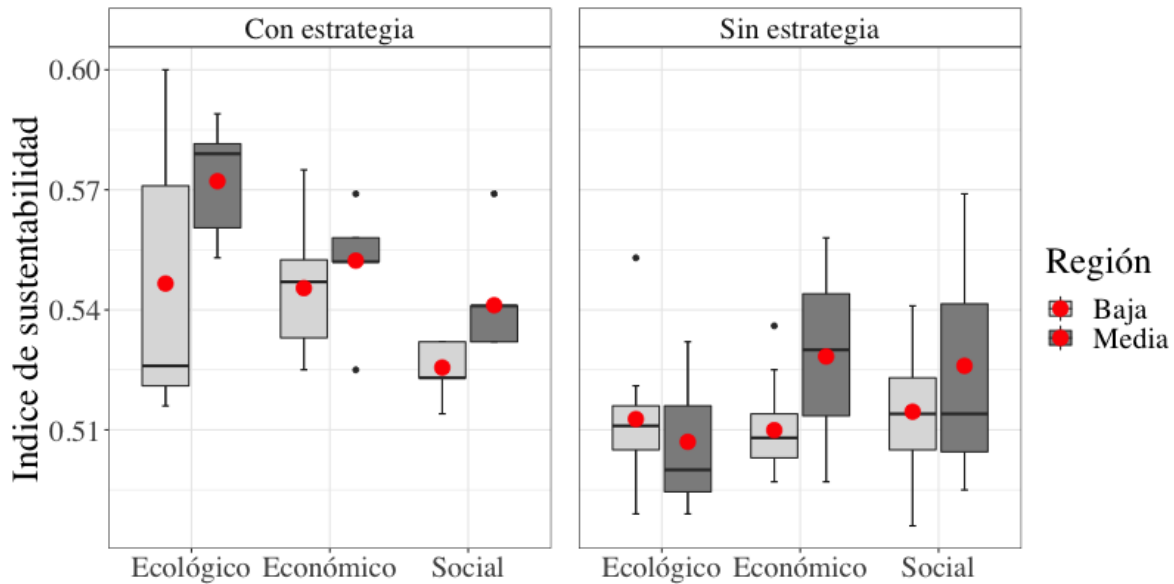 Con estrategia
Sin estrategia
Indice de sustentabilidad
0.60
0.57
0.54
0.51
Ecológico
Económico
Social
Ecológico
Económico
Social
Región
Baja
Media